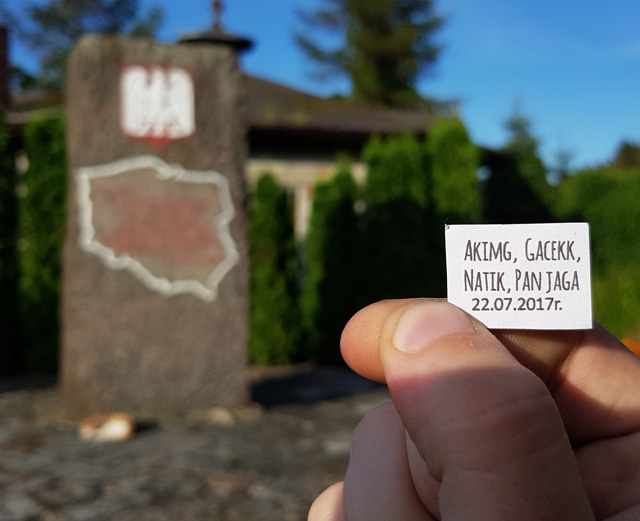 AKIMG, GACEKK,
NATIK, PAN JAGA
22.07.2017r.